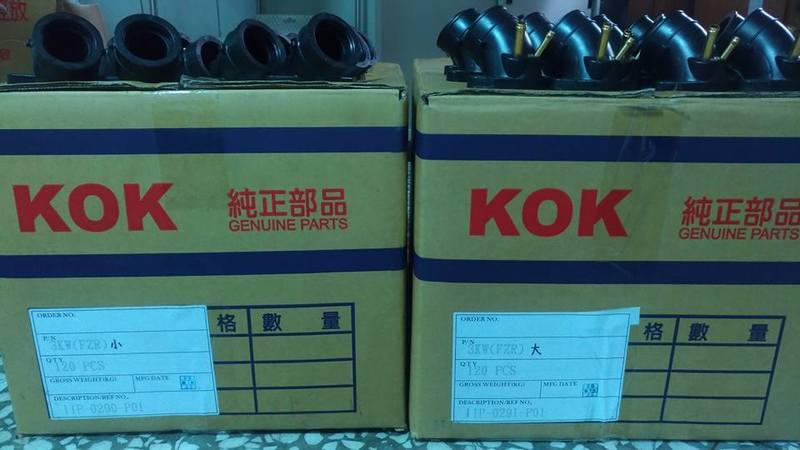 KOK 純正部品
GENUINE PARTS
格 數 量
ORDER NO.
P/N
3KW(FZR) 小
QTY
120 PCS
GROSS WEIGHT(KG) MFG DATE
DESCRIPTION/REF NO.
11P-0290-P01
KOK 純正部品
GENUINE PARTS
格 數 量
ORDER NO.
P/N
3KW(FZR) 大
QTY
120 PCS
GROSS WEIGHT(KG) MFG DATE
DESCRIPTION/REF NO.
11P-0291-P01